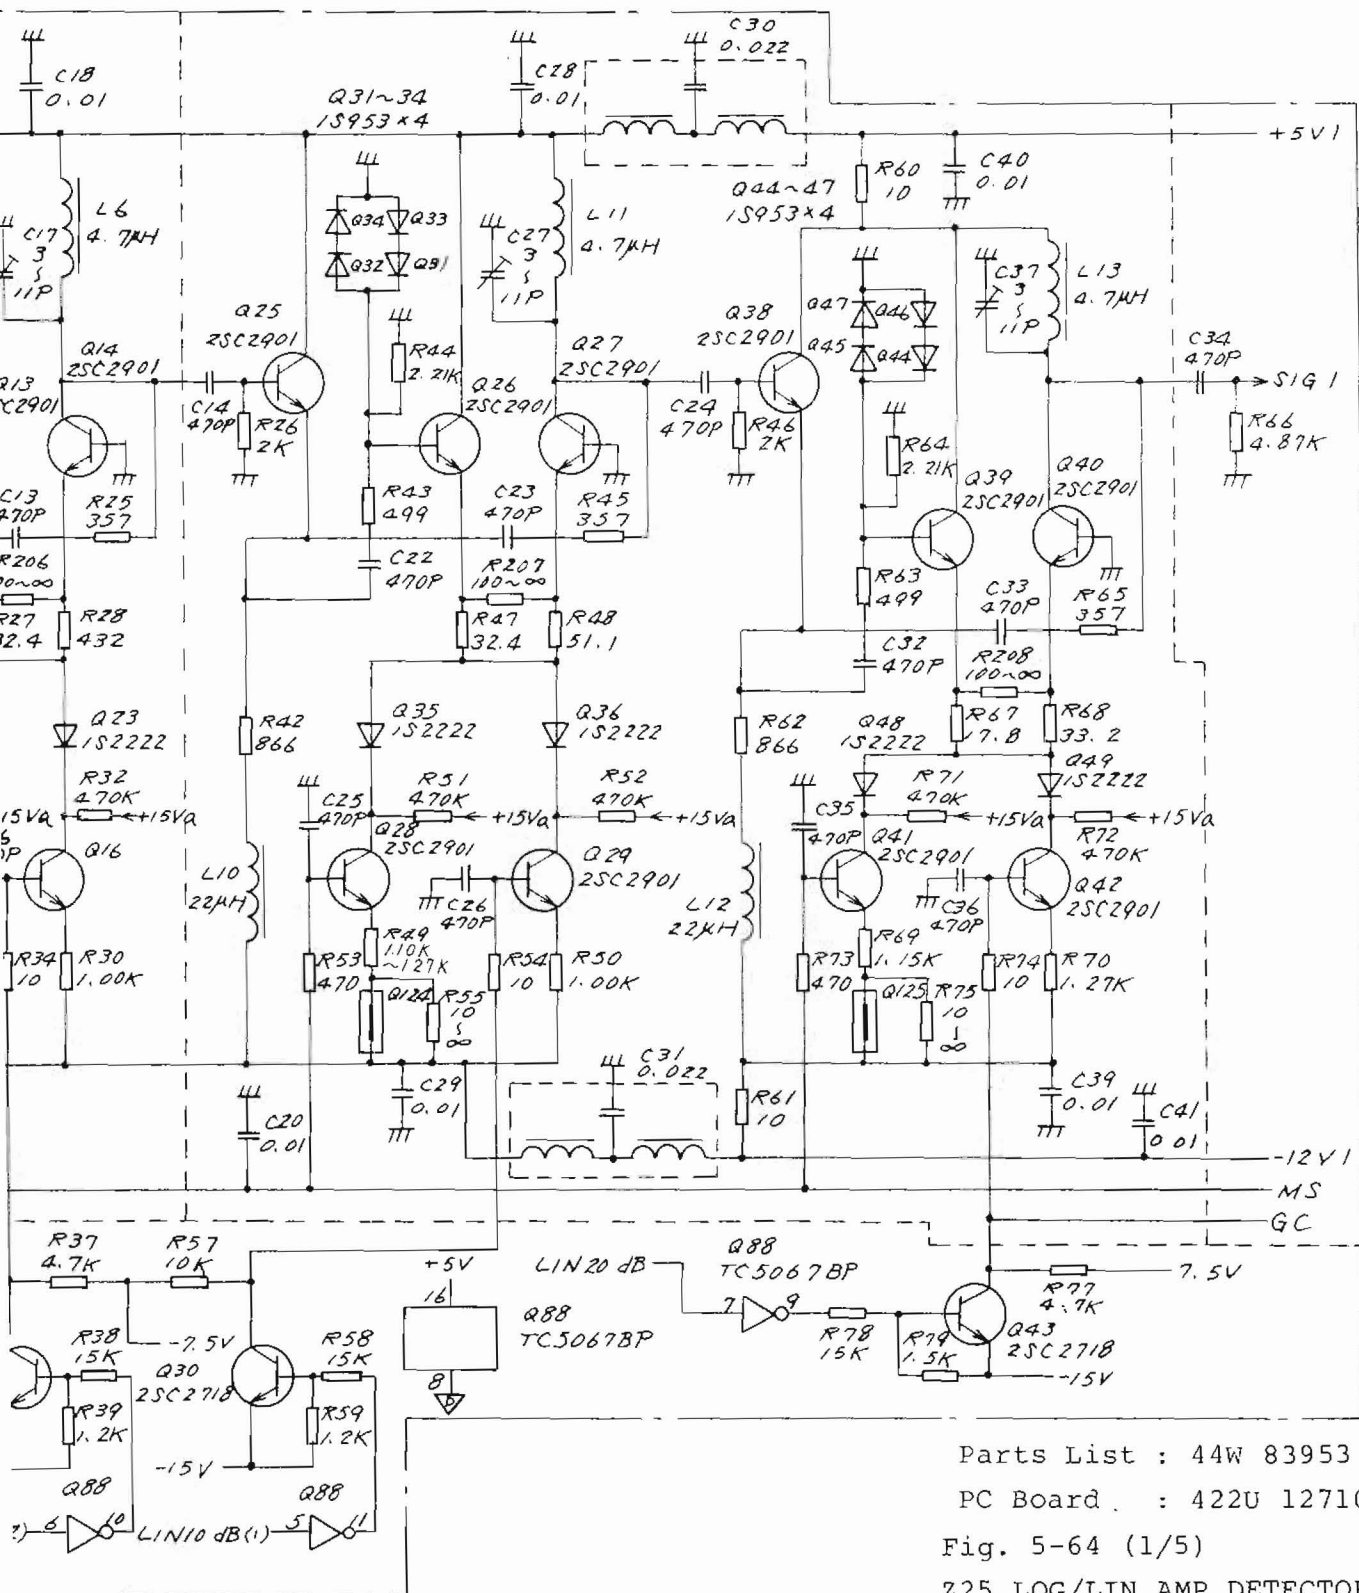 C30
0.022
C18
0.01
C28
0.01
Q31~34
1S953×4
+5V1
R60
10
C40
0.01
Q44~47
1S953×4
L6
4.7μH
C17
3
∫
11P
Q34
Q33
Q32
Q31
L11
4.7μH
C27
3
∫
11P
C37
3
∫
11P
L13
4.7μH
Q25
2SC2901
Q38
2SC2901
Q47
Q46
Q45
Q44
C34
470P
SIG1
Q14
2SC2901
Q13
R44
2.21K
Q26
2SC2901
Q27
2SC2901
C14
470P
R26
2K
C24
470P
R46
2K
R64
2.21K
R66
4.87K
Q39
2SC2901
Q40
2SC2901
C13
470P
R25
357
R43
499
C23
470P
R45
357
C22
470P
R206
R207
100~∞
R63
499
C33
470P
R65
357
R27
32.4
R28
432
R47
32.4
R48
51.1
C32
470P
R208
100~∞
Q23
1S2222
R42
866
Q35
1S2222
Q36
1S2222
R62
866
Q48
1S2222
R67
17.8
R68
33.2
Q49
1S2222
R32
470K
15Va
+15Va
C25
470P
R51
470K
+15Va
R52
470K
+15Va
C35
470P
R71
470K
+15Va
R72
470K
+15Va
Q16
Q28
2SC2901
Q29
2SC2901
Q41
2SC2901
Q42
2SC2901
L10
22μH
C26
470P
L12
22μH
C36
470P
R34
10
R30
1.00K
R53
470
R49
1.10K
~1.27K
R54
10
R50
1.00K
R73
470
R69
1.15K
R74
10
R70
1.27K
Q124
R55
10
∫
∞
Q125
R75
10
∫
∞
C31
0.022
C20
0.01
C29
0.01
R61
10
C39
0.01
C41
0.01
-12V1
MS
GC
R37
4.7K
R57
10K
+5V
16
LIN20 dB
Q88
TC5067BP
7
9
7.5V
R77
4.7K
Q88
TC5067BP
8
D
R78
15K
R79
1.5K
Q43
2SC2718
-15V
R38
15K
-7.5V
Q30
2SC2718
R58
15K
R39
1.2K
R59
1.2K
-15V
Q88
6
10
LIN10 dB(1)
Q88
5
11
Parts List : 44W 83953
PC Board : 422U 1271
Fig. 5-64 (1/5)
Z25 LOG/LIN AMP DETECTOR